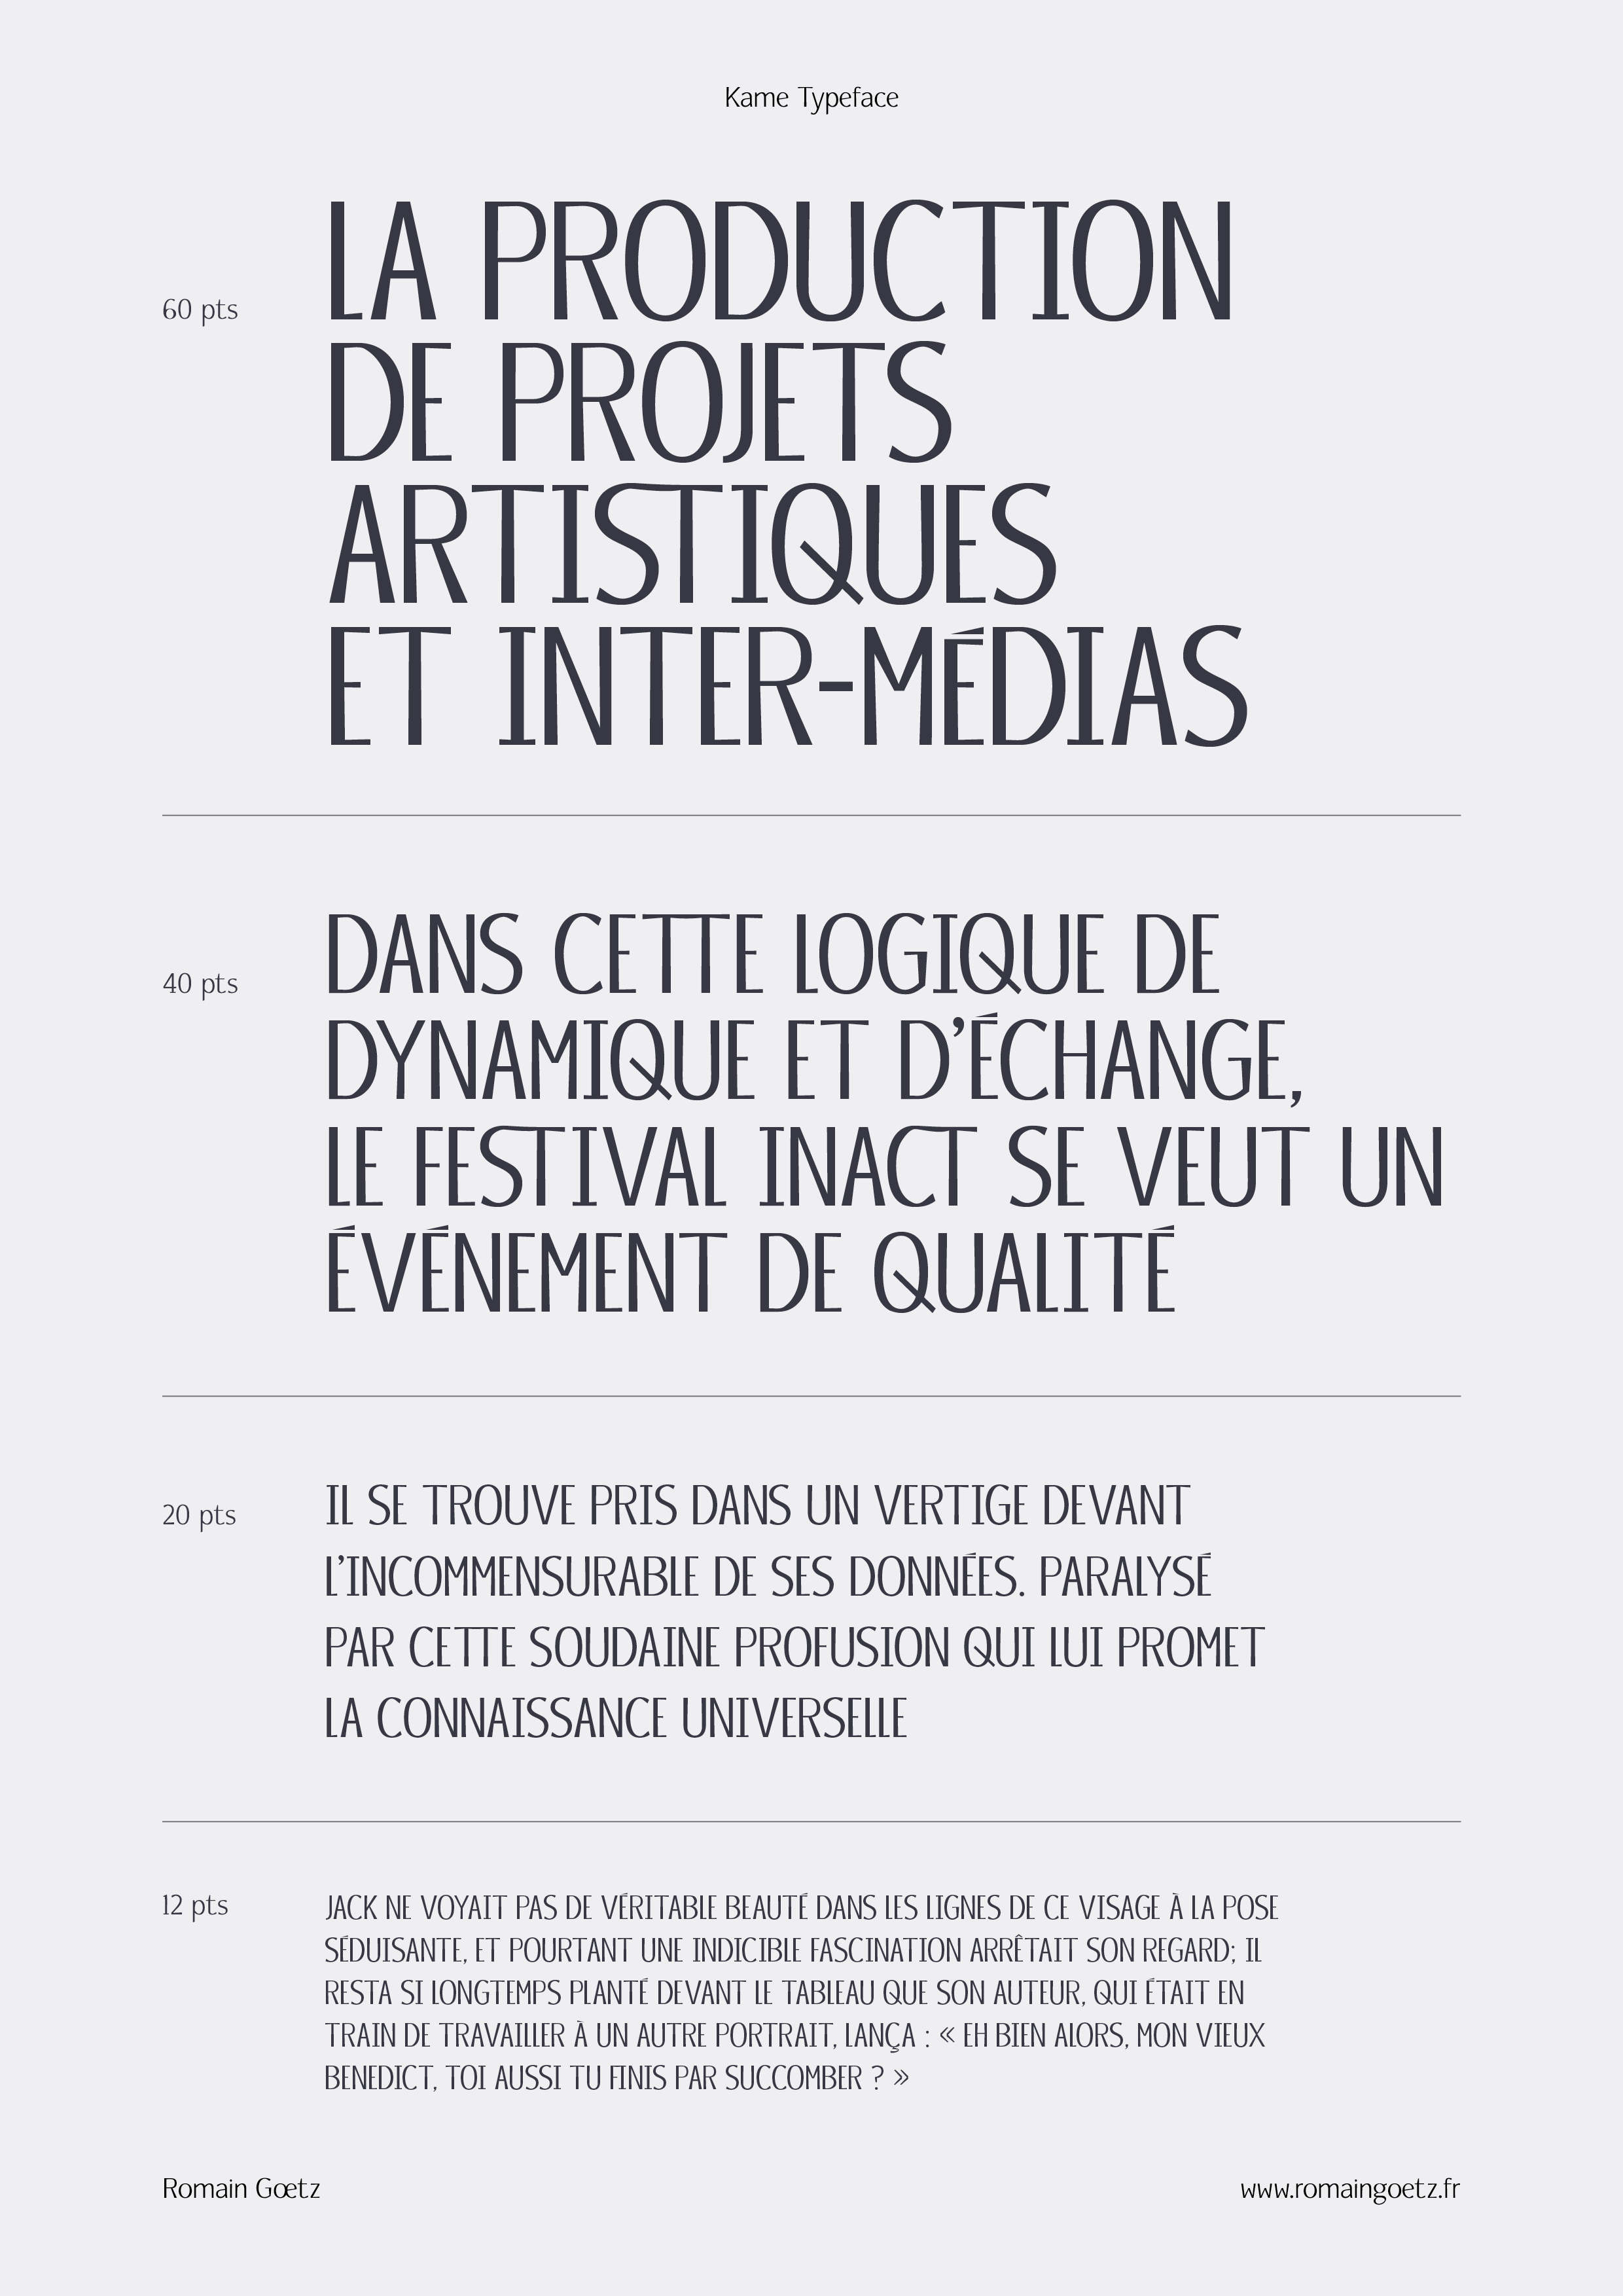 Kame Typeface
60 pts
LA PRODUCTION
DE PROJETS
ARTISTIQUES
ET INTER-MÉDIAS
40 pts
DANS CETTE LOGIQUE DE
DYNAMIQUE ET D’ÉCHANGE,
LE FESTIVAL INACT SE VEUT UN
ÉVÉNEMENT DE QUALITÉ
20 pts
IL SE TROUVE PRIS DANS UN VERTIGE DEVANT
L’INCOMMENSURABLE DE SES DONNÉES. PARALYSÉ
PAR CETTE SOUDAINE PROFUSION QUI LUI PROMET
LA CONNAISSANCE UNIVERSELLE
12 pts
JACK NE VOYAIT PAS DE VÉRITABLE BEAUTÉ DANS LES LIGNES DE CE VISAGE À LA POSE
SÉDUISANTE, ET POURTANT UNE INDICIBLE FASCINATION ARRÊTAIT SON REGARD; IL
RESTA SI LONGTEMPS PLANTÉ DEVANT LE TABLEAU QUE SON AUTEUR, QUI ÉTAIT EN
TRAIN DE TRAVAILLER À UN AUTRE PORTRAIT, LANÇA : « EH BIEN ALORS, MON VIEUX
BENEDICT, TOI AUSSI TU FINIS PAR SUCCOMBER ? »
Romain Gœtz
www.romaingoetz.fr